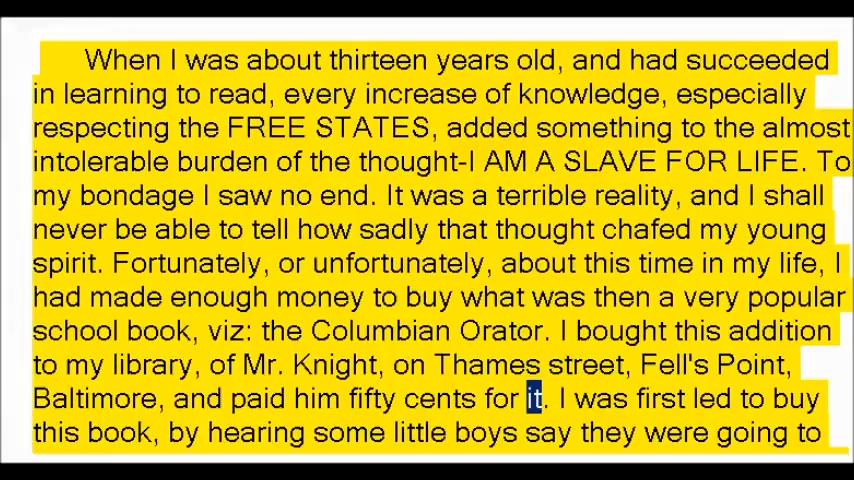 When I was about thirteen years old, and had succeeded
in learning to read, every increase of knowledge, especially
respecting the FREE STATES, added something to the almost
intolerable burden of the thought-I AM A SLAVE FOR LIFE. To
my bondage I saw no end. It was a terrible reality, and I shall
never be able to tell how sadly that thought chafed my young
spirit. Fortunately, or unfortunately, about this time in my life, I
had made enough money to buy what was then a very popular
school book, viz: the Columbian Orator. I bought this addition
to my library, of Mr. Knight, on Thames street, Fell's Point,
Baltimore, and paid him fifty cents for it. I was first led to buy
this book, by hearing some little boys say they were going to